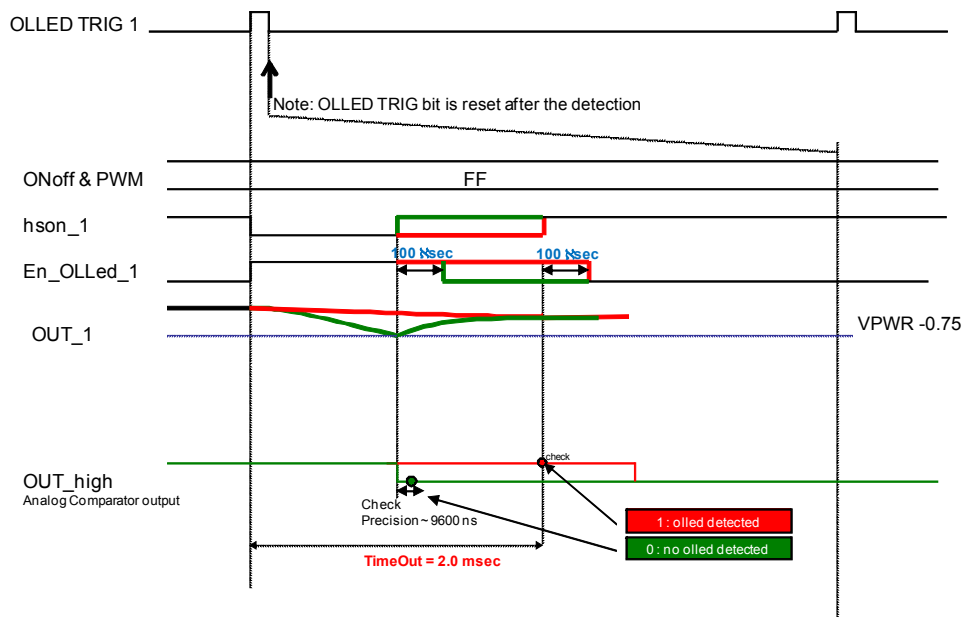 OLLED TRIG 1
Note: OLLED TRIG bit is reset after the detection
ONoff & PWM
FF
hson_1
100 sec
100 sec
En_OLLed_1
OUT_1
VPWR -0.75
check
OUT_high
Analog Comparator output
Check
Precision ~ 9600 ns
1 : olled detected
0 : no olled detected
TimeOut = 2.0 msec